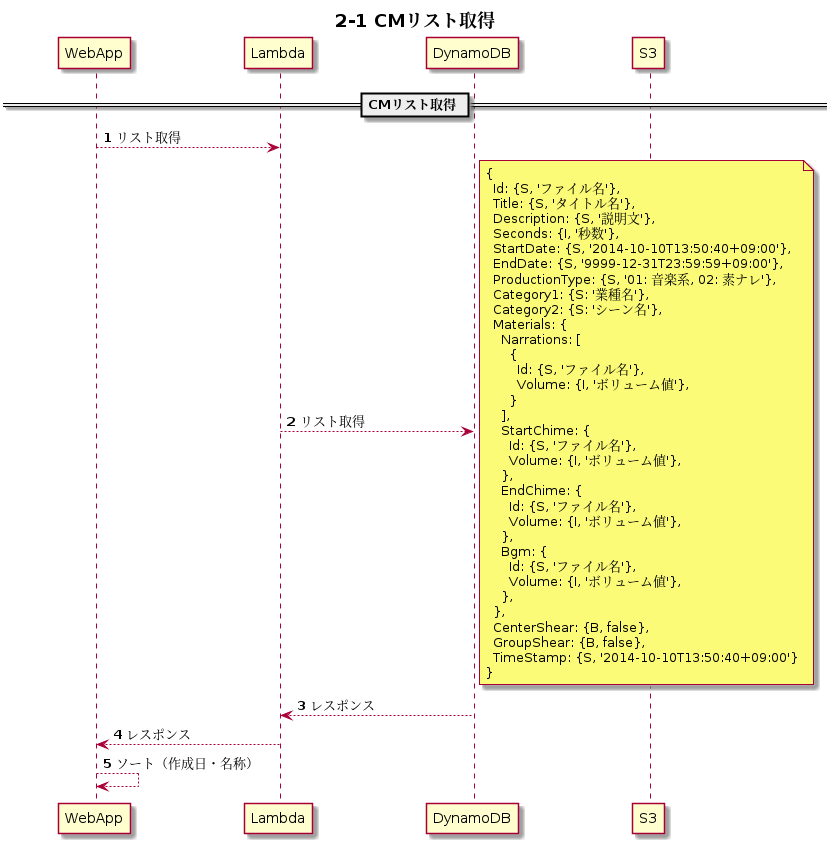 2-1 CMリスト取得
WebApp
Lambda
DynamoDB
S3
CMリスト取得
1 リスト取得
{
Id: {S, 'ファイル名'},
Title: {S, 'タイトル名'},
Description: {S, '説明文'},
Seconds: {I, '秒数'},
StartDate: {S, '2014-10-10T13:50:40+09:00'},
EndDate: {S, '9999-12-31T23:59:59+09:00'},
ProductionType: {S, '01: 音楽系, 02: 素ナレ'},
Category1: {S: '業種名'},
Category2: {S: 'シーン名'},
Materials: {
Narrations: [
{
Id: {S, 'ファイル名'},
Volume: {I, 'ボリューム値'},
}
],
StartChime: {
Id: {S, 'ファイル名'},
Volume: {I, 'ボリューム値'},
},
EndChime: {
Id: {S, 'ファイル名'},
Volume: {I, 'ボリューム値'},
},
Bgm: {
Id: {S, 'ファイル名'},
Volume: {I, 'ボリューム値'},
},
},
CenterShear: {B, false},
GroupShear: {B, false},
TimeStamp: {S, '2014-10-10T13:50:40+09:00'}
}
2 リスト取得
3 レスポンス
4 レスポンス
5 ソート（作成日・名称）
WebApp
Lambda
DynamoDB
S3